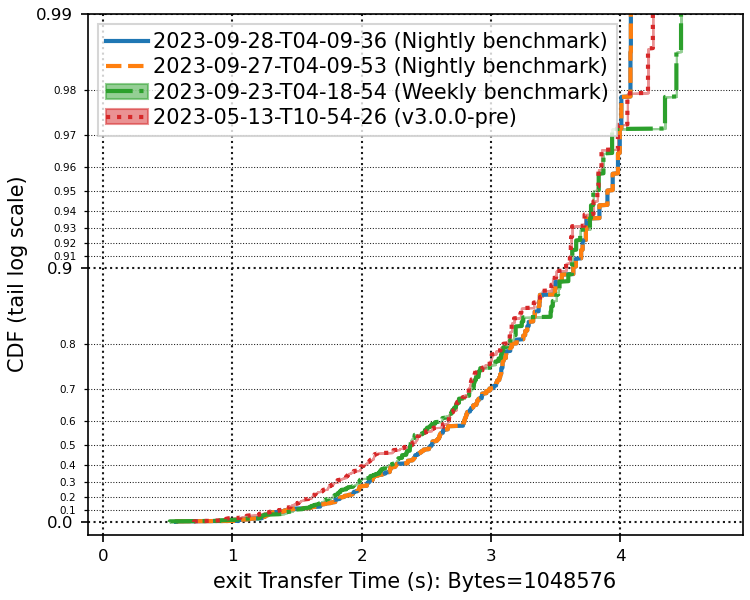 0.99
2023-09-28-T04-09-36 (Nightly benchmark)
2023-09-27-T04-09-53 (Nightly benchmark)
2023-09-23-T04-18-54 (Weekly benchmark)
2023-05-13-T10-54-26 (v3.0.0-pre)
0.98
0.97
0.96
0.95
0.94
0.93
0.92
0.91
0.9
0.8
0.7
0.6
0.5
0.4
0.3
0.2
0.1
0.0
CDF (tail log scale)
0 1 2 3 4
exit Transfer Time (s): Bytes=1048576